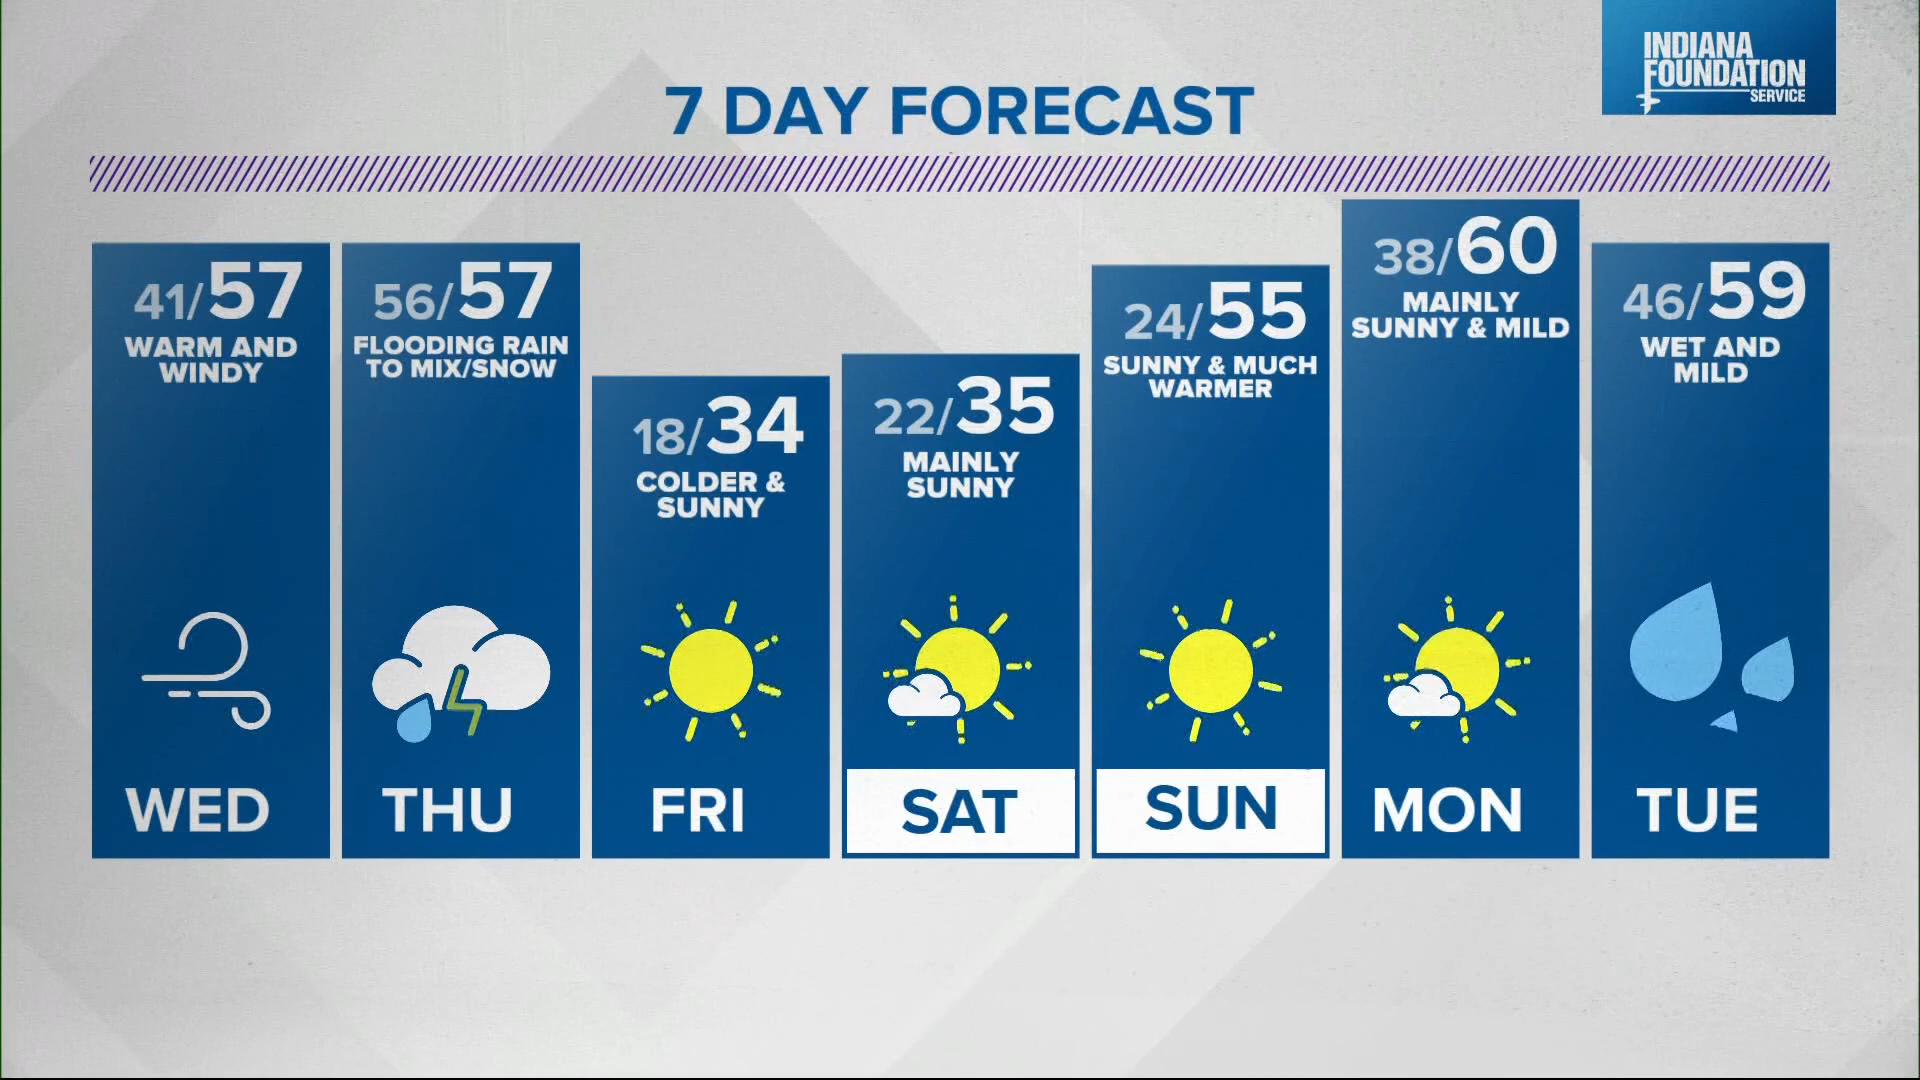 INDIANA
FOUNDATION
SERVICE
7 DAY FORECAST
41/57
WARM AND
WINDY
WED
56/57
FLOODING RAIN
TO MIX/SNOW
THU
18/34
COLDER &
SUNNY
FRI
22/35
MAINLY
SUNNY
SAT
24/55
SUNNY & MUCH
WARMER
SUN
38/60
MAINLY
SUNNY & MILD
MON
46/59
WET AND
MILD
TUE